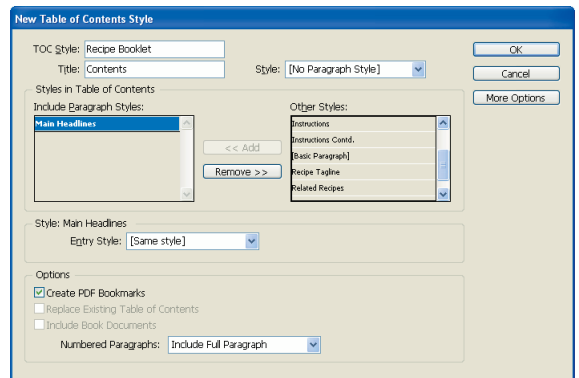 New Table of Contents Style
TOC Style: Recipe Booklet
OK
Title: Contents Style: [No Paragraph Style]
Cancel
Styles in Table of Contents
More Options
Include Paragraph Styles: Other Styles:
Main Headlines
Instructions
Instructions Contd.
<< Add
[Basic Paragraph]
Remove >>
Recipe Tagline
Related Recipes
Style: Main Headlines
Entry Style: [Same style]
Options
Create PDF Bookmarks
Replace Existing Table of Contents
Include Book Documents
Numbered Paragraphs: Include Full Paragraph